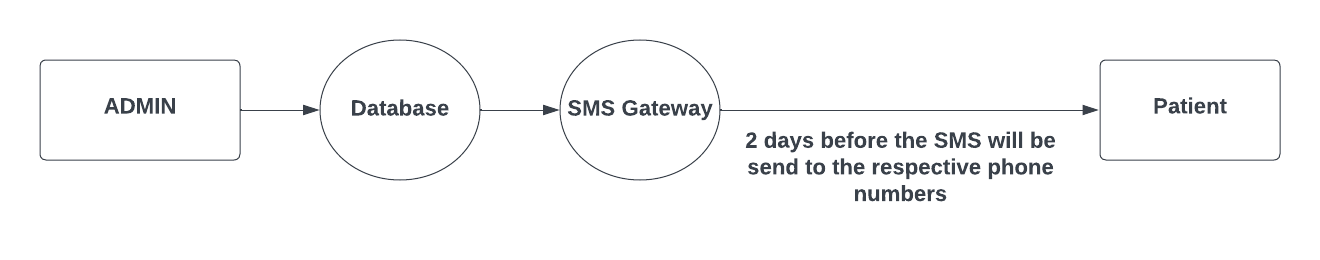 ADMIN
Database
SMS Gateway
Patient
2 days before the SMS will be
send to the respective phone
numbers